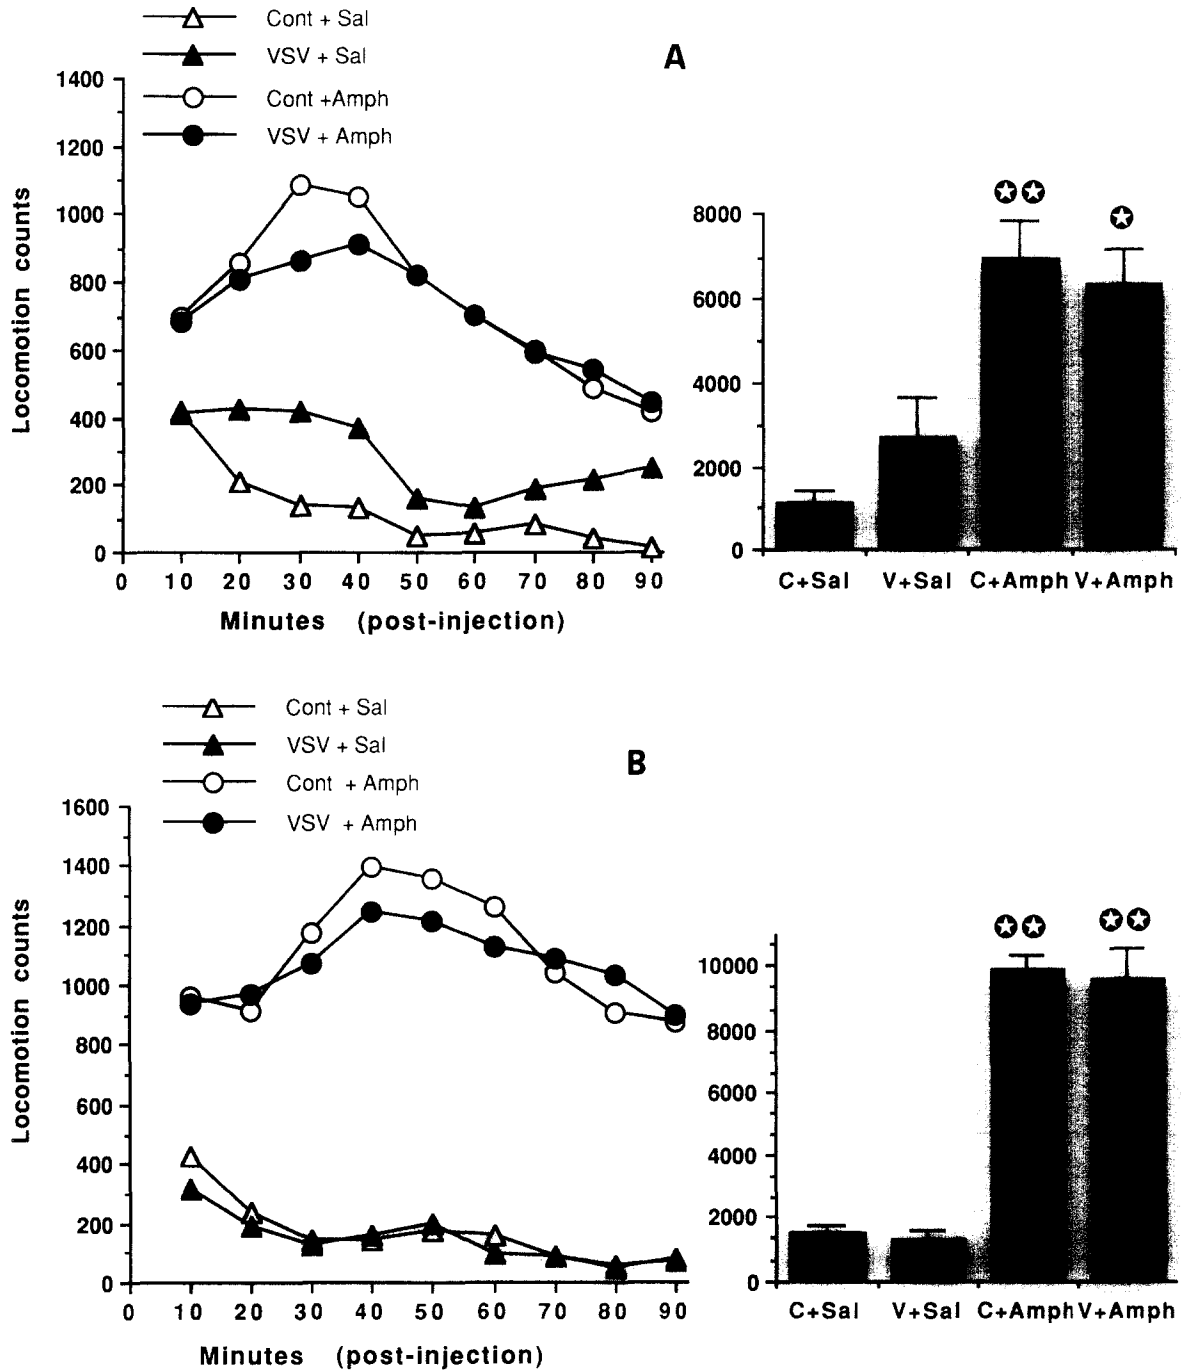 Cont + Sal
VSV + Sal
Cont +Amph
VSV + Amph
A
Locomotion counts
1400
1200
1000
800
600
400
200
0
0 10 20 30 40 50 60 70 80 90
Minutes (post-injection)
8000
6000
4000
2000
0
C+Sal V+Sal C+Amph V+Amph
Cont + Sal
VSV + Sal
Cont + Amph
VSV + Amph
B
Locomotion counts
1600
1400
1200
1000
800
600
400
200
0
0 10 20 30 40 50 60 70 80 90
Minutes (post-injection)
10000
8000
6000
4000
2000
0
C+Sal V+Sal C+Amph V+Amph